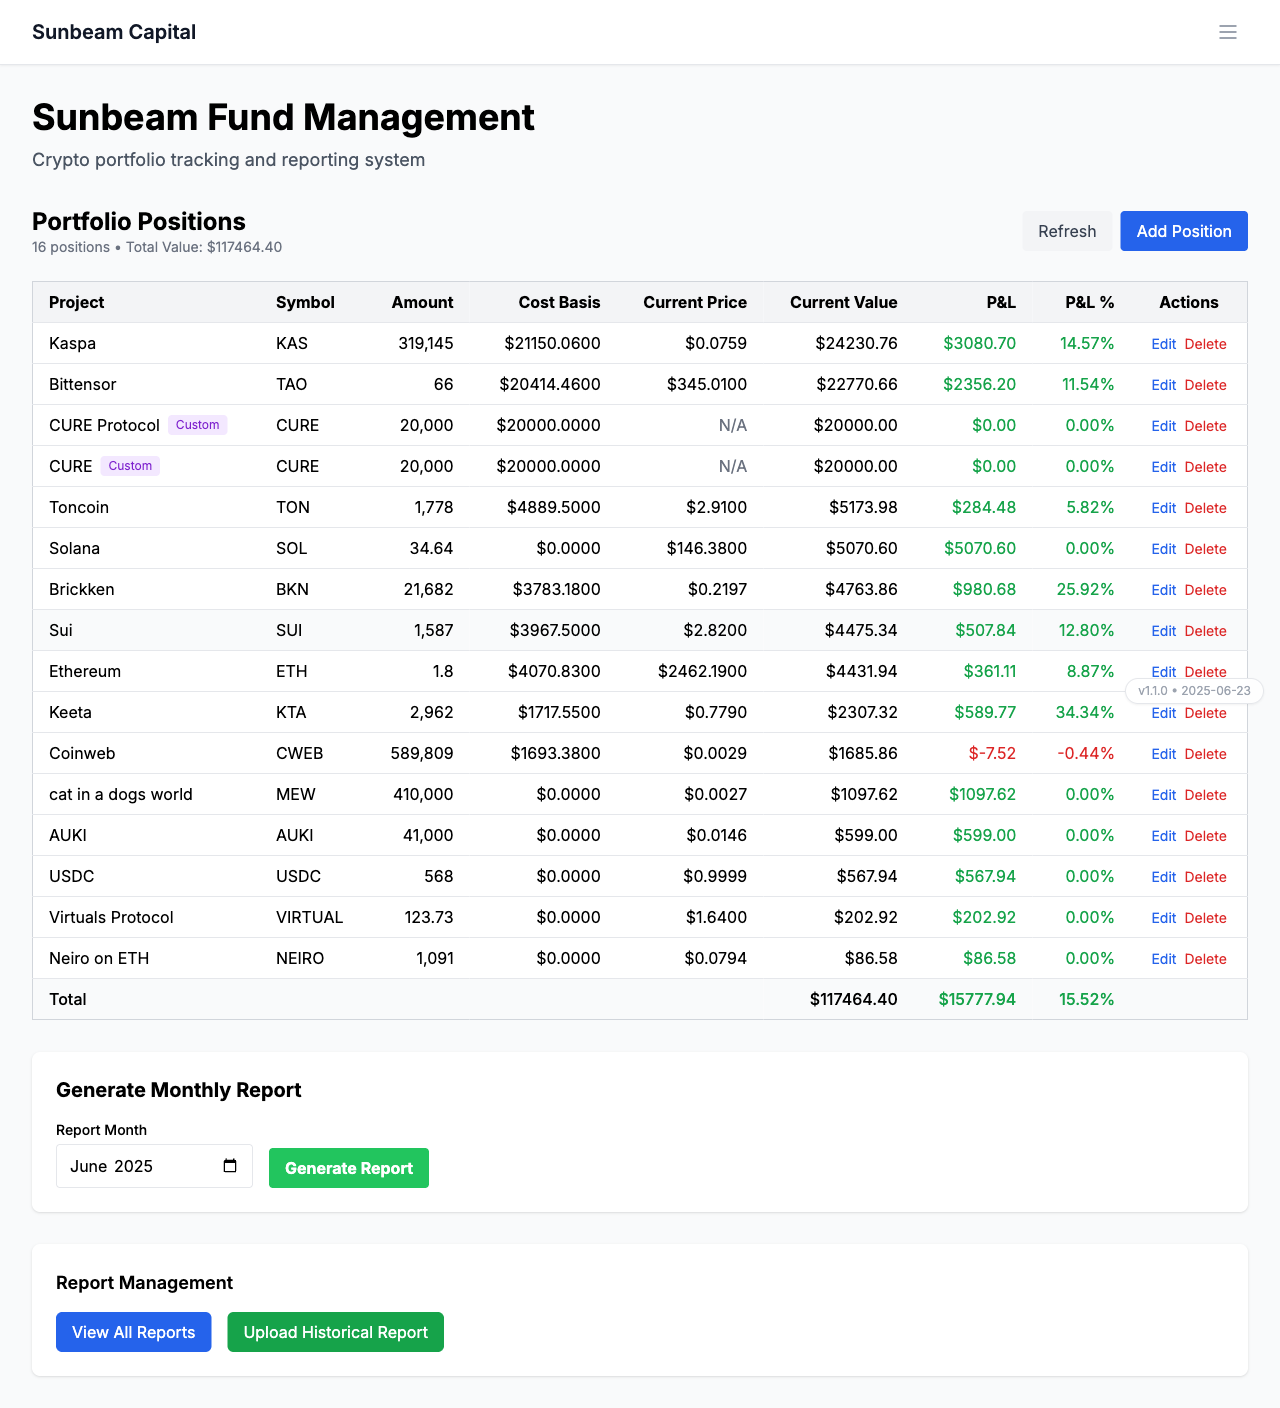 Sunbeam Capital
Sunbeam Fund Management
Crypto portfolio tracking and reporting system
Portfolio Positions
16 positions • Total Value: $117464.40
Refresh Add Position
Project Symbol Amount Cost Basis Current Price Current Value P&L P&L % Actions
Kaspa KAS 319,145 $21150.0600 $0.0759 $24230.76 $3080.70 14.57% Edit Delete
Bittensor TAO 66 $20414.4600 $345.0100 $22770.66 $2356.20 11.54% Edit Delete
CURE Protocol Custom CURE 20,000 $20000.0000 N/A $20000.00 $0.00 0.00% Edit Delete
CURE Custom CURE 20,000 $20000.0000 N/A $20000.00 $0.00 0.00% Edit Delete
Toncoin TON 1,778 $4889.5000 $2.9100 $5173.98 $284.48 5.82% Edit Delete
Solana SOL 34.64 $0.0000 $146.3800 $5070.60 $5070.60 0.00% Edit Delete
Brickken BKN 21,682 $3783.1800 $0.2197 $4763.86 $980.68 25.92% Edit Delete
Sui SUI 1,587 $3967.5000 $2.8200 $4475.34 $507.84 12.80% Edit Delete
Ethereum ETH 1.8 $4070.8300 $2462.1900 $4431.94 $361.11 8.87% Edit Delete
v1.1.0 • 2025-06-23
Keeta KTA 2,962 $1717.5500 $0.7790 $2307.32 $589.77 34.34% Edit Delete
Coinweb CWEB 589,809 $1693.3800 $0.0029 $1685.86 $-7.52 -0.44% Edit Delete
cat in a dogs world MEW 410,000 $0.0000 $0.0027 $1097.62 $1097.62 0.00% Edit Delete
AUKI AUKI 41,000 $0.0000 $0.0146 $599.00 $599.00 0.00% Edit Delete
USDC USDC 568 $0.0000 $0.9999 $567.94 $567.94 0.00% Edit Delete
Virtuals Protocol VIRTUAL 123.73 $0.0000 $1.6400 $202.92 $202.92 0.00% Edit Delete
Neiro on ETH NEIRO 1,091 $0.0000 $0.0794 $86.58 $86.58 0.00% Edit Delete
Total $117464.40 $15777.94 15.52%
Generate Monthly Report
Report Month
June 2025 Generate Report
Report Management
View All Reports Upload Historical Report